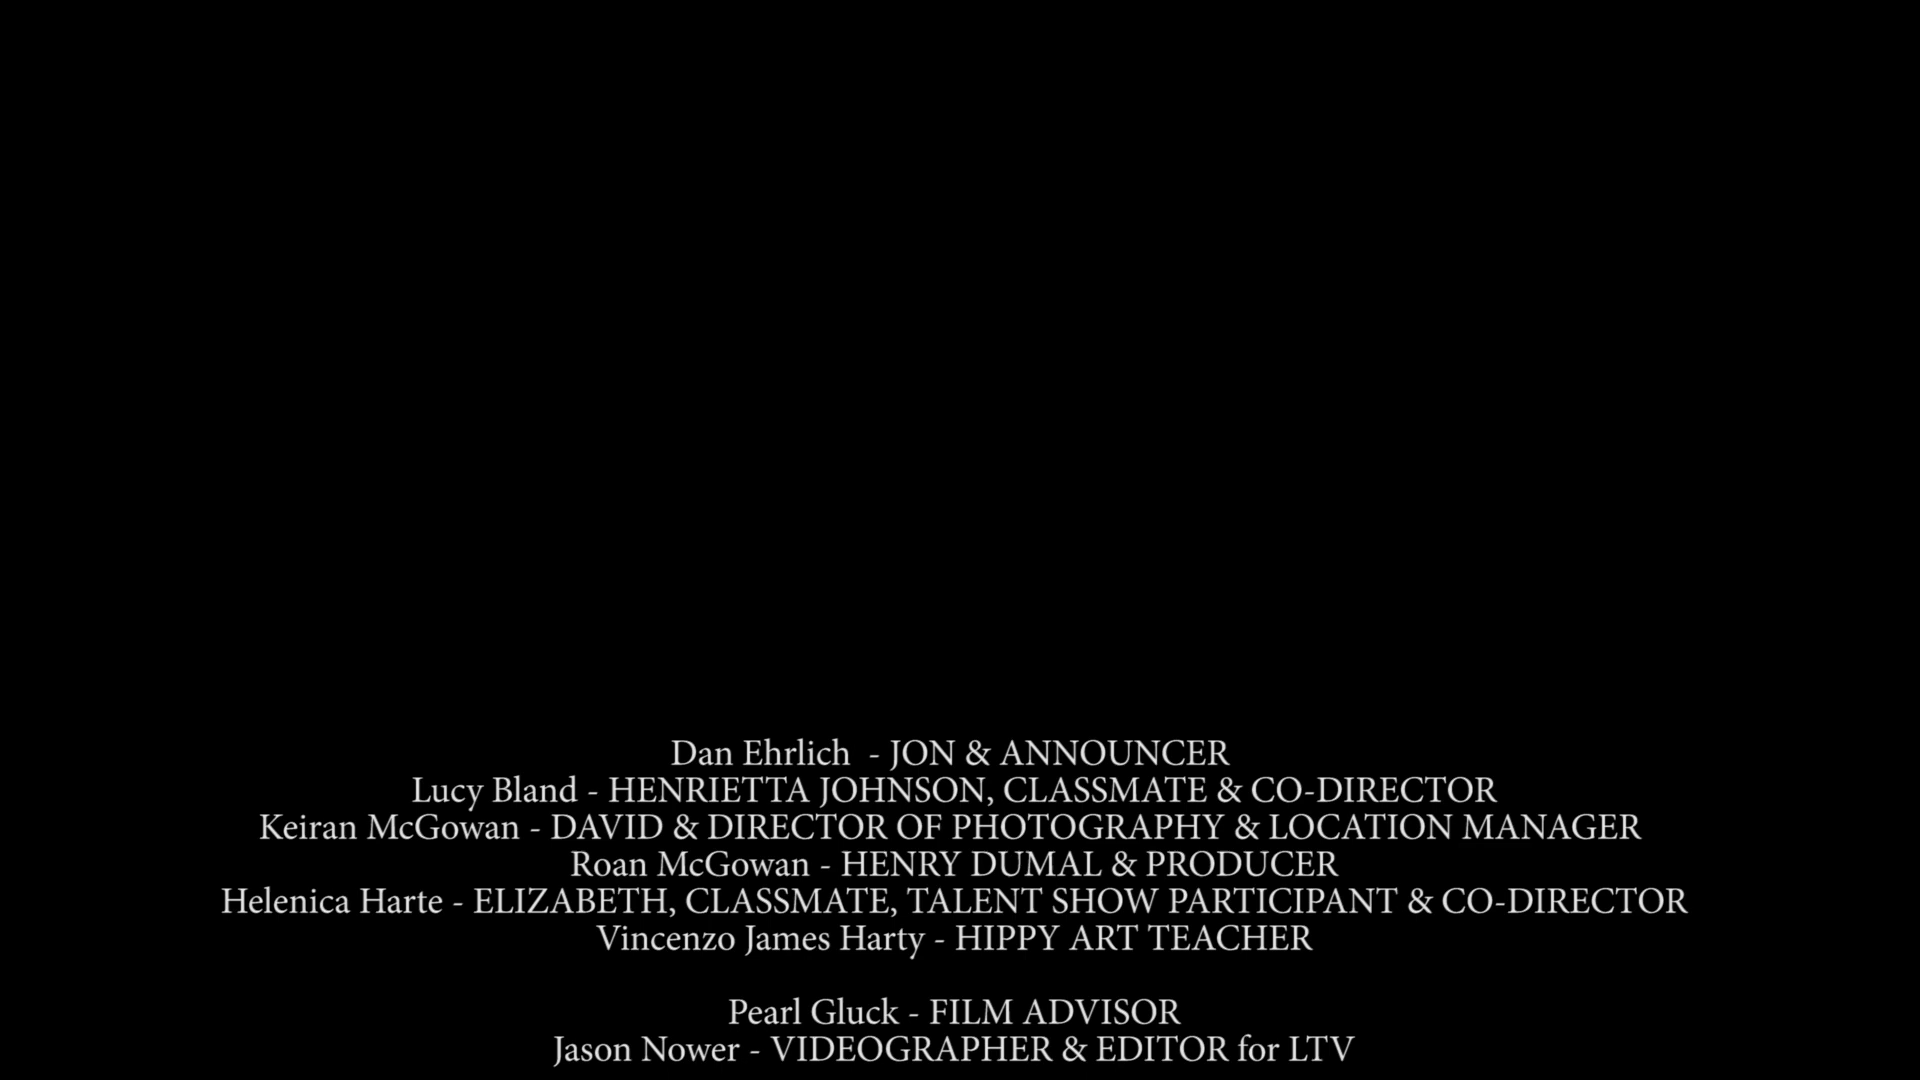 Dan Ehrlich  - JON & ANNOUNCER
Lucy Bland - HENRIETTA JOHNSON, CLASSMATE & CO-DIRECTOR
Keiran McGowan - DAVID & DIRECTOR OF PHOTOGRAPHY & LOCATION MANAGER
Roan McGowan - HENRY DUMAL & PRODUCER
Helenica Harte - ELIZABETH, CLASSMATE, TALENT SHOW PARTICIPANT & CO-DIRECTOR
Vincenzo James Harty - HIPPY ART TEACHER
Pearl Gluck - FILM ADVISOR
Jason Nower - VIDEOGRAPHER & EDITOR for LTV